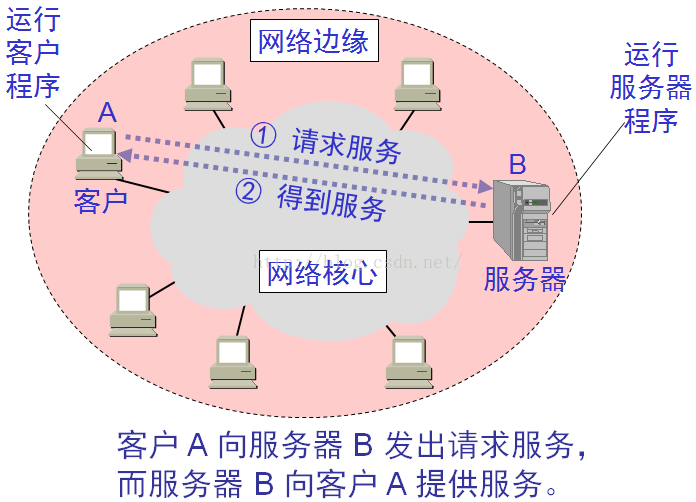 运行
客户
程序
网络边缘
运行
服务器
程序
A
① 请求服务
B
客户
② 得到服务
http://blog.csdn.net/
网络核心
服务器
客户 A 向服务器 B 发出请求服务，
而服务器 B 向客户 A 提供服务。